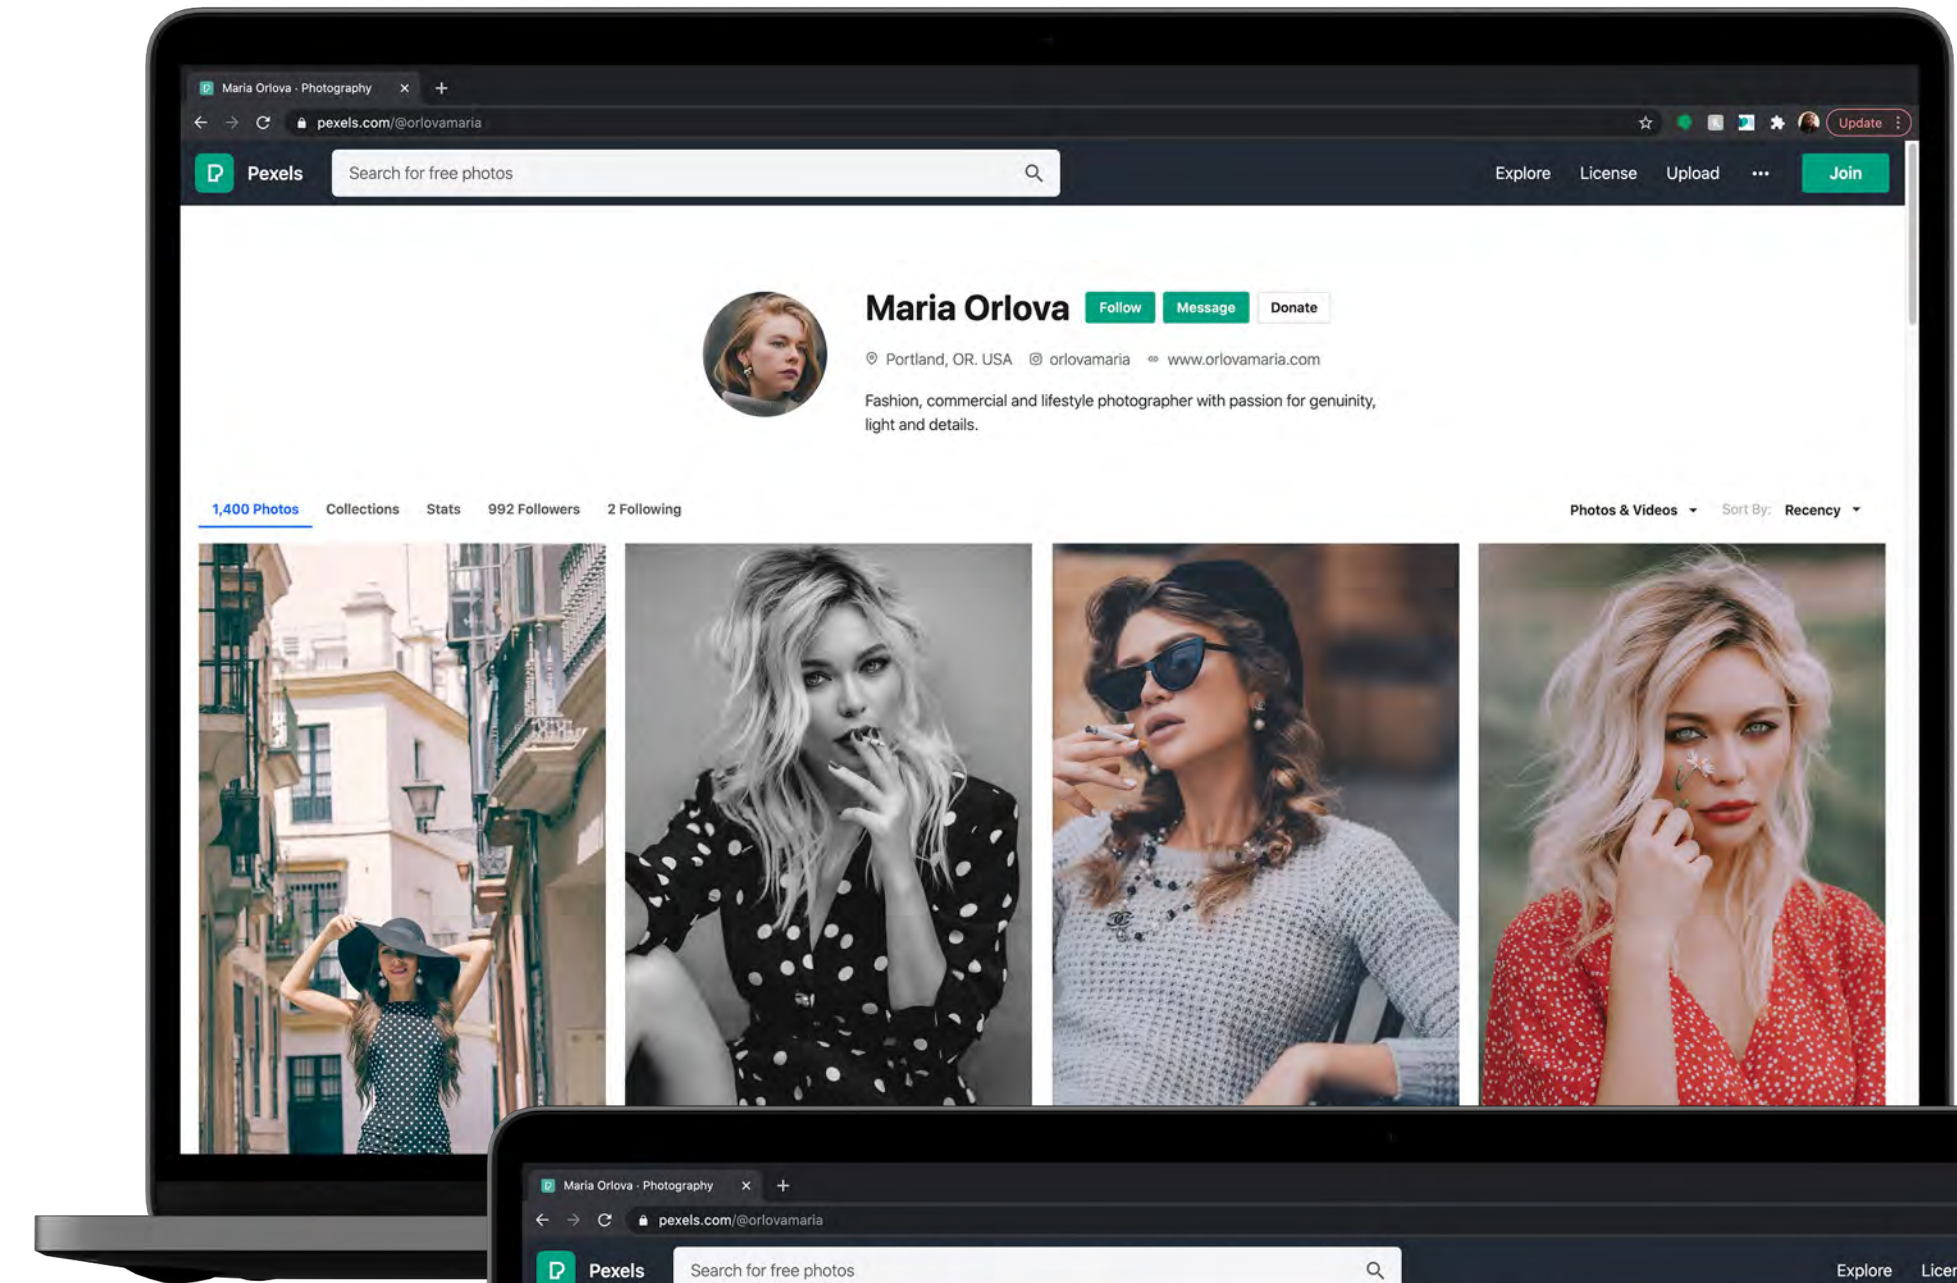 Maria Orlova · Photography
pexels.com/@orlovamaria
Update
Pexels
Search for free photos
Explore License Upload ••• Join
Maria Orlova Follow Message Donate
Portland, OR. USA orlovamaria www.orlovamaria.com
Fashion, commercial and lifestyle photographer with passion for genuinity,
light and details.
1,400 Photos Collections Stats 992 Followers 2 Following
Photos & Videos Sort By: Recency
Maria Orlova · Photography
pexels.com/@orlovamaria
Pexels
Search for free photos
Explore Licen